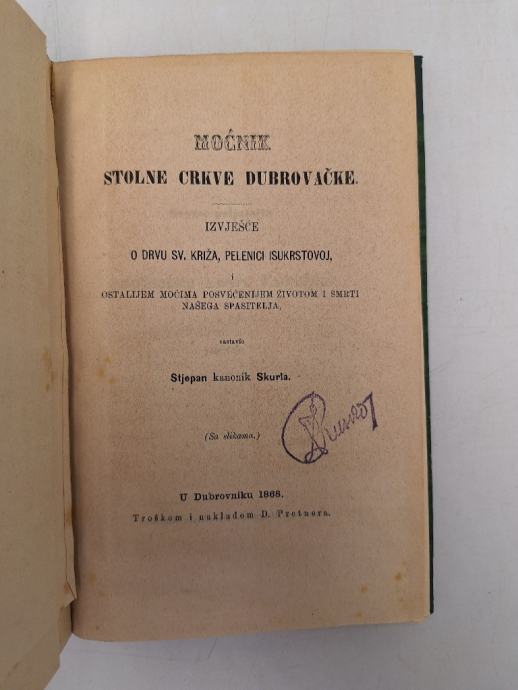 MOĆNIK
STOLNE CRKVE DUBROVAČKE.
IZVJEŠĆE
O DRVU SV. KRIŽA, PELENICI ISUKRSTOVOJ,
i
OSTALIJEM MOĆIMA POSVEĆENIJEM ŽIVOTOM I SMRTI
NAŠEGA SPASITELJA,
sastavio
Stjepan kanonik Skurla.
(Sa slikama.)
U Dubrovniku 1868.
Troškom i nakladom D. Pretnera.